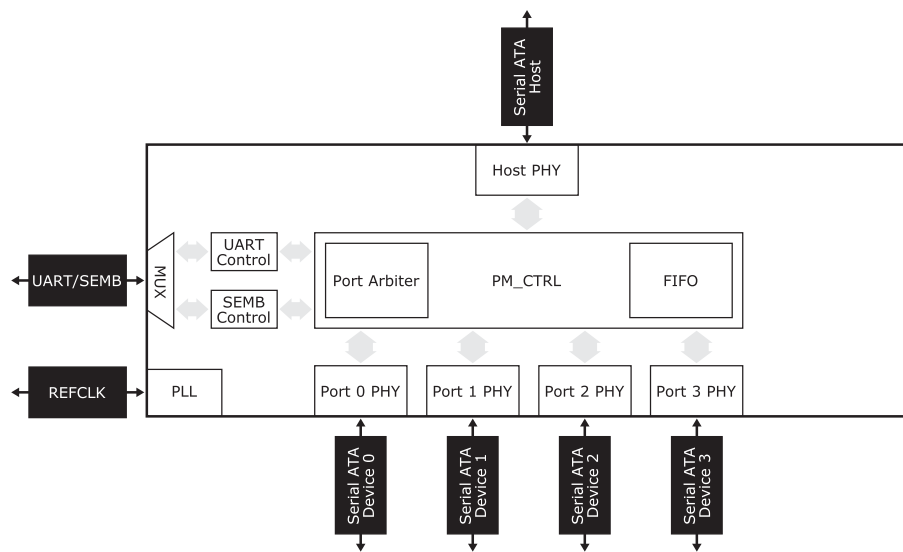 Serial ATA
Host
Host PHY
UART
Control
UART/SEMB
MUX
Port Arbiter
PM_CTRL
FIFO
SEMB
Control
REFCLK
PLL
Port 0 PHY
Port 1 PHY
Port 2 PHY
Port 3 PHY
Serial ATA
Device 0
Serial ATA
Device 1
Serial ATA
Device 2
Serial ATA
Device 3